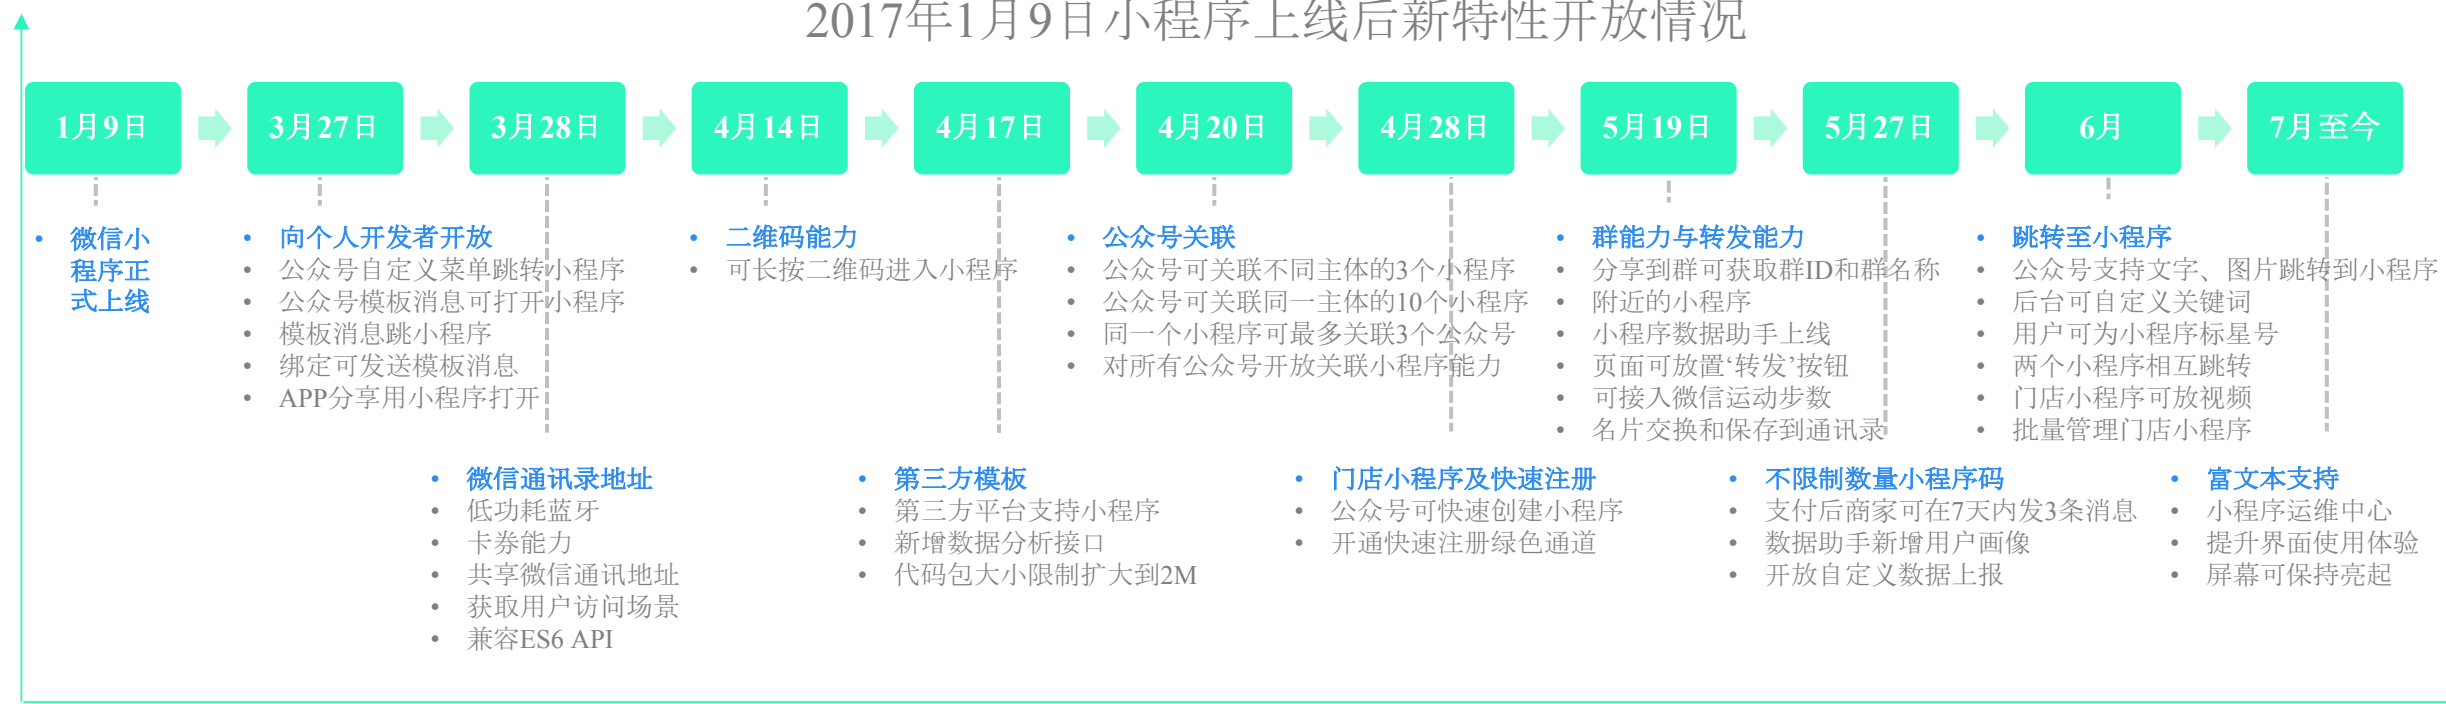 2017年1月9日小程序上线后新特性开放情况
1月9日
3月27日
3月28日
4月14日
4月17日
4月20日
4月28日
5月19日
5月27日
6月
7月至今
• 微信小
程序正
式上线
• 向个人开发者开放
• 公众号自定义菜单跳转小程序
• 公众号模板消息可打开小程序
• 模板消息跳小程序
• 绑定可发送模板消息
• APP分享用小程序打开
• 二维码能力
• 可长按二维码进入小程序
• 公众号关联
• 公众号可关联不同主体的3个小程序
• 公众号可关联同一主体的10个小程序
• 同一个小程序可最多关联3个公众号
• 对所有公众号开放关联小程序能力
• 群能力与转发能力
• 分享到群可获取群ID和群名称
• 附近的小程序
• 小程序数据助手上线
• 页面可放置‘转发’按钮
• 可接入微信运动步数
• 名片交换和保存到通讯录
• 跳转至小程序
• 公众号支持文字、图片跳转到小程序
• 后台可自定义关键词
• 用户可为小程序标星号
• 两个小程序相互跳转
• 门店小程序可放视频
• 批量管理门店小程序
• 微信通讯录地址
• 低功耗蓝牙
• 卡券能力
• 共享微信通讯地址
• 获取用户访问场景
• 兼容ES6 API
• 第三方模板
• 第三方平台支持小程序
• 新增数据分析接口
• 代码包大小限制扩大到2M
• 门店小程序及快速注册
• 公众号可快速创建小程序
• 开通快速注册绿色通道
• 不限制数量小程序码
• 支付后商家可在7天内发3条消息
• 数据助手新增用户画像
• 开放自定义数据上报
• 富文本支持
• 小程序运维中心
• 提升界面使用体验
• 屏幕可保持亮起